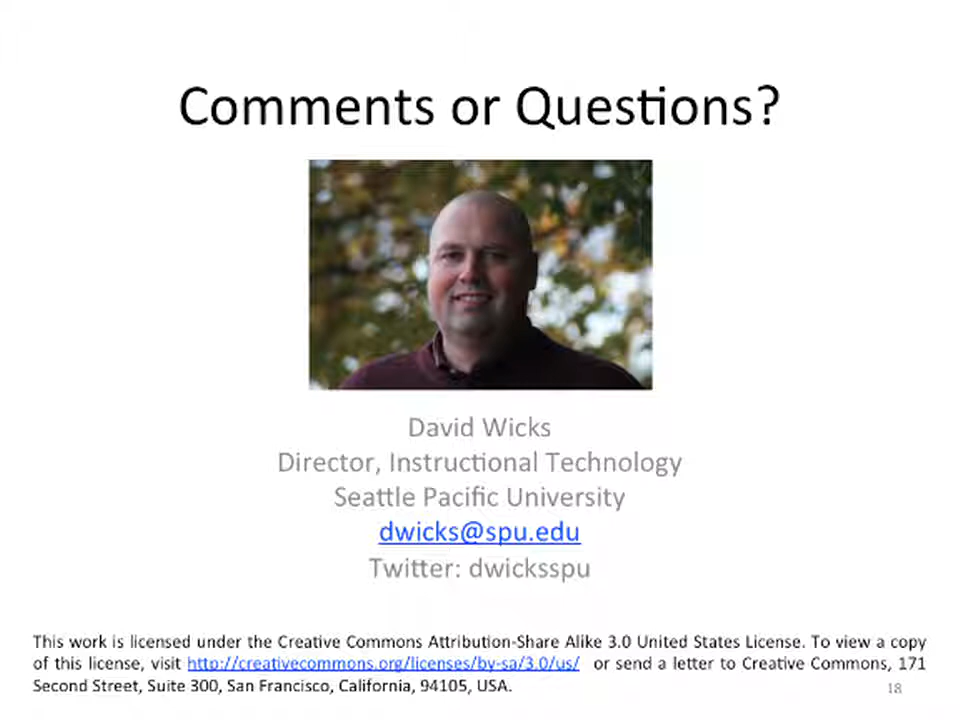 Comments or Questions?
David Wicks
Director, Instructional Technology
Seattle Pacific University
dwicks@spu.edu
Twitter: dwicksspu
This work is licensed under the Creative Commons Attribution-Share Alike 3.0 United States License. To view a copy
of this license, visit http://creativecommons.org/licenses/by-sa/3.0/us/ or send a letter to Creative Commons, 171
Second Street, Suite 300, San Francisco, California, 94105, USA.
18